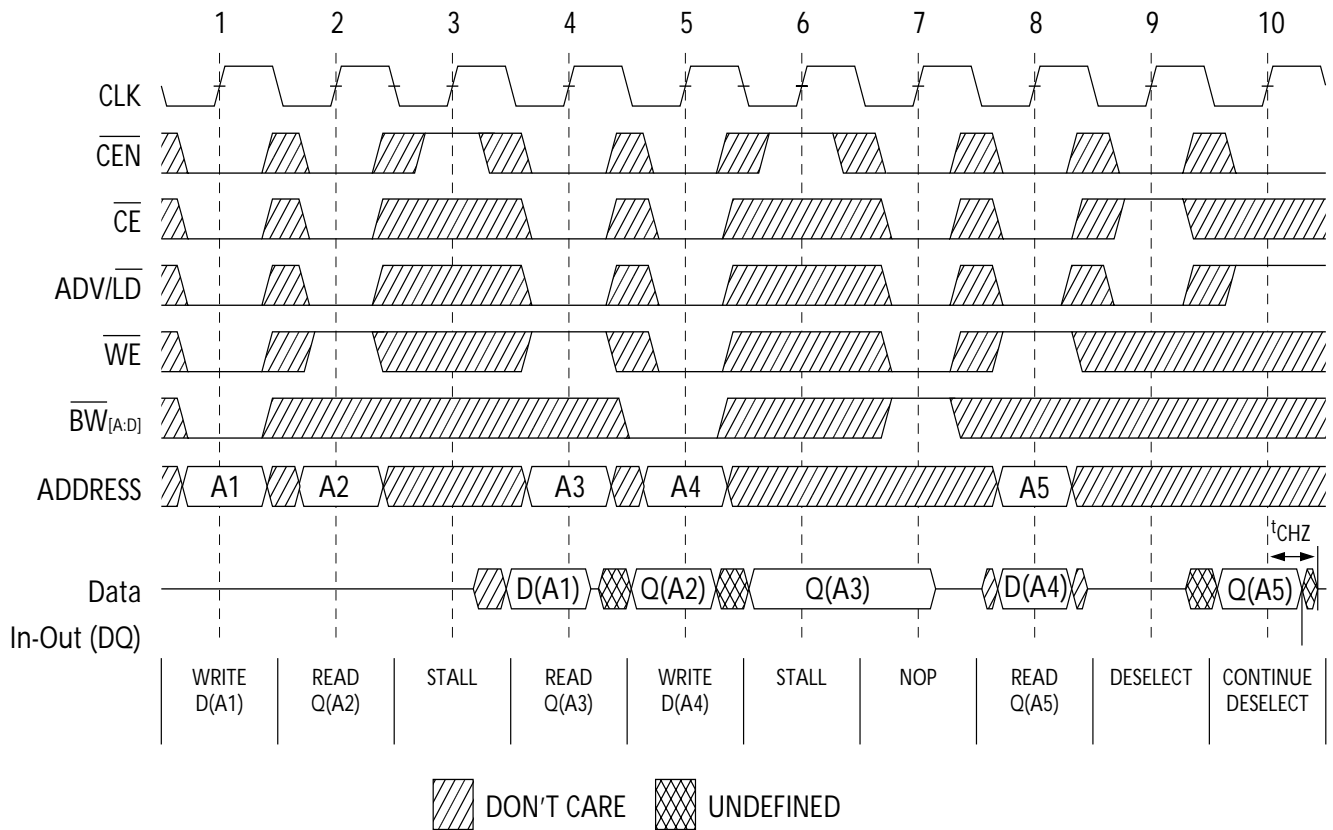 1 2 3 4 5 6 7 8 9 10
CLK
CEN
CE
ADV/LD
WE
BW[A:D]
ADDRESS A1 A2 A3 A4 A5
tCHZ
Data D(A1) Q(A2) Q(A3) D(A4) Q(A5)
In-Out (DQ)
WRITE READ STALL READ WRITE STALL NOP READ DESELECT CONTINUE
D(A1) Q(A2) Q(A3) D(A4) Q(A5) DESELECT
DON'T CARE UNDEFINED